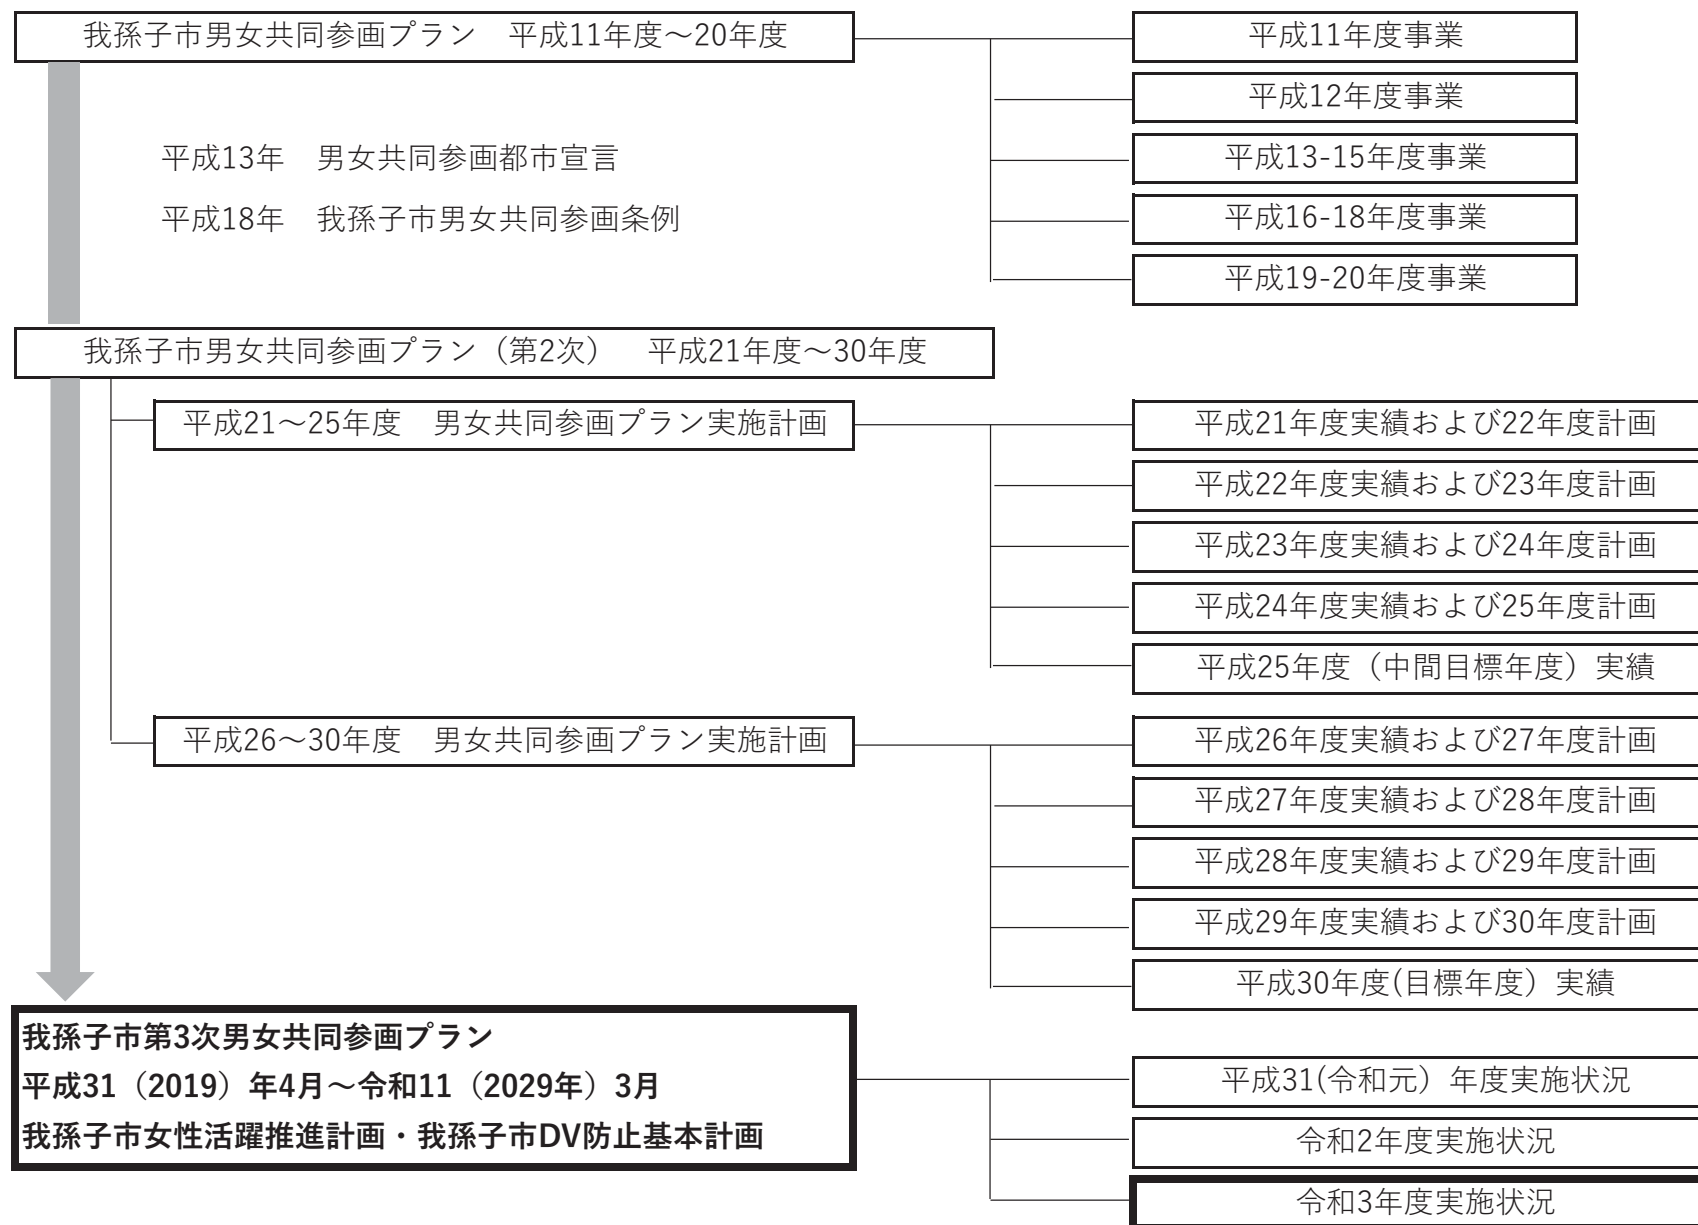 我孫子市男女共同参画プラン　平成11年度～20年度
平成11年度事業
平成12年度事業
平成13年　男女共同参画都市宣言
平成13-15年度事業
平成18年　我孫子市男女共同参画条例
平成16-18年度事業
平成19-20年度事業
我孫子市男女共同参画プラン（第2次）　平成21年度～30年度
平成21～25年度　男女共同参画プラン実施計画
平成21年度実績および22年度計画
平成22年度実績および23年度計画
平成23年度実績および24年度計画
平成24年度実績および25年度計画
平成25年度（中間目標年度）実績
平成26～30年度　男女共同参画プラン実施計画
平成26年度実績および27年度計画
平成27年度実績および28年度計画
平成28年度実績および29年度計画
平成29年度実績および30年度計画
平成30年度(目標年度）実績
我孫子市第3次男女共同参画プラン
平成31（2019）年4月～令和11（2029年）3月
我孫子市女性活躍推進計画・我孫子市DV防止基本計画
平成31(令和元）年度実施状況
令和2年度実施状況
令和3年度実施状況